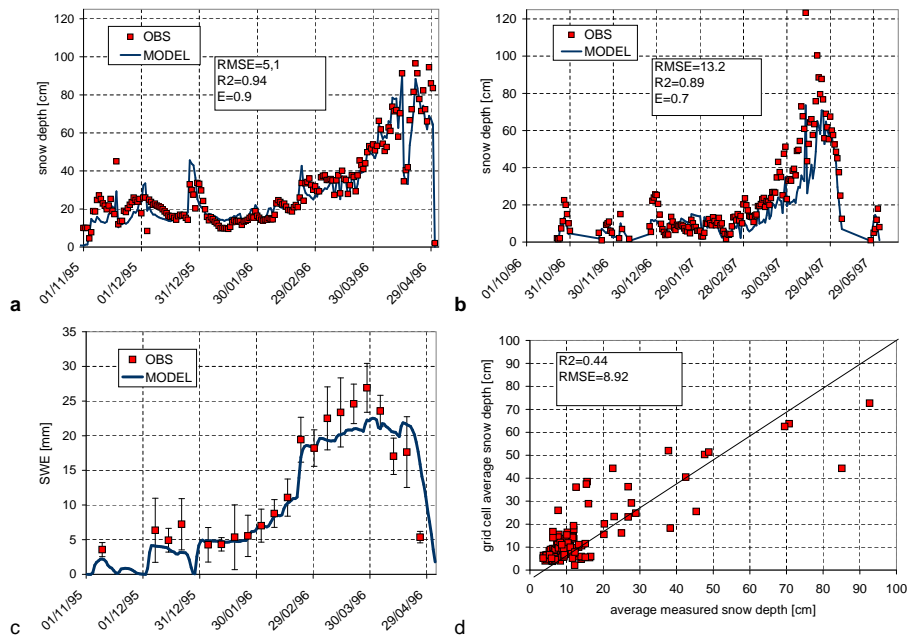 120
100
80
60
40
20
0
snow depth [cm]
OBS
MODEL
RMSE=5,1
R2=0.94
E=0.9
01/11/95
01/12/95
31/12/95
30/01/96
29/02/96
30/03/96
29/04/96
a
120
100
80
60
40
20
0
snow depth [cm]
OBS
MODEL
RMSE=13.2
R2=0.89
E=0.7
01/10/96
31/10/96
30/11/96
30/12/96
29/01/97
28/02/97
30/03/97
29/04/97
29/05/97
b
35
30
25
20
15
10
5
0
SWE [mm]
OBS
MODEL
01/11/95
01/12/95
31/12/95
30/01/96
29/02/96
30/03/96
29/04/96
c
100
90
80
70
60
50
40
30
20
10
0
grid cell average snow depth [cm]
R2=0.44
RMSE=8.92
0 10 20 30 40 50 60 70 80 90 100
average measured snow depth [cm]
d